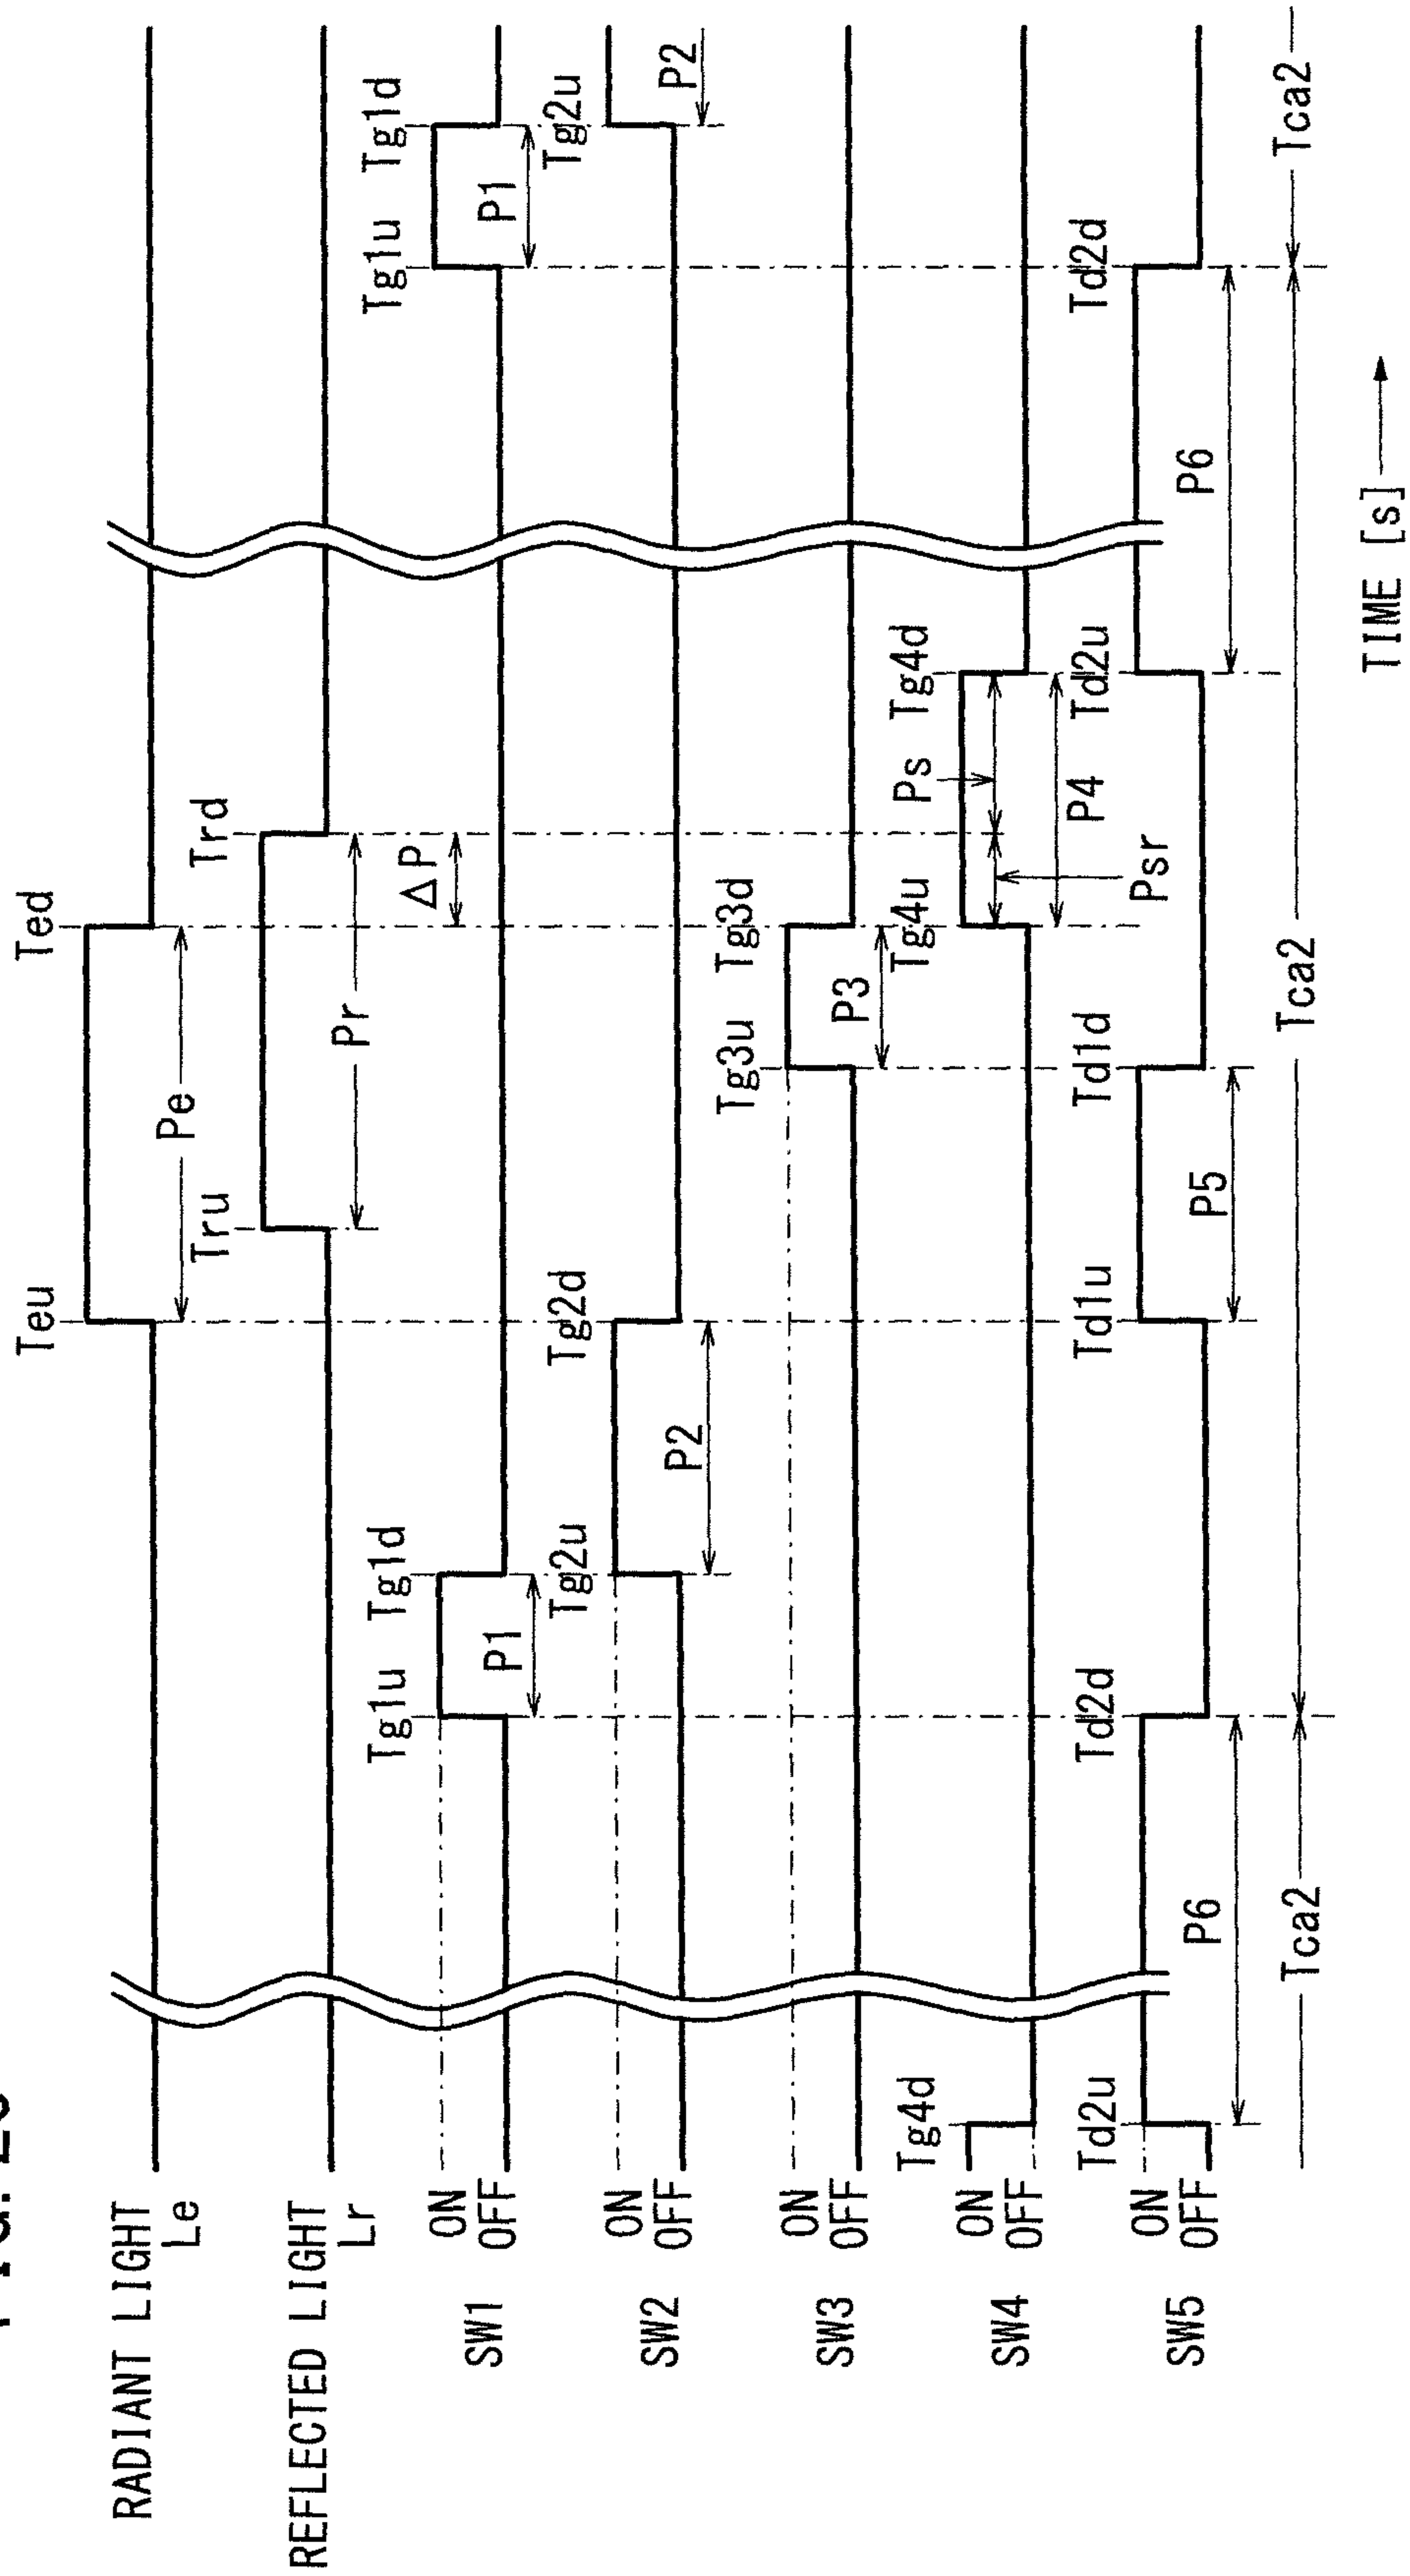 RADIANT LIGHT
Le
Teu
Ted
Pe
REFLECTED LIGHT
Lr
Tru
Trd
Pr
ΔP
SW1
ON
OFF
Tg1u
Tg1d
P1
Tg1u
Tg1d
P1
SW2
ON
OFF
Tg2u
Tg2d
P2
Tg2u
P2
SW3
ON
OFF
Tg3u
Tg3d
P3
SW4
ON
OFF
Tg4d
Tg4u
Tg4d
Ps
P4
Psr
SW5
ON
OFF
Td2u
Td2d
Td1u
Td1d
Td2u
Td2d
P6
P5
P6
Tca2
Tca2
Tca2
TIME [s]